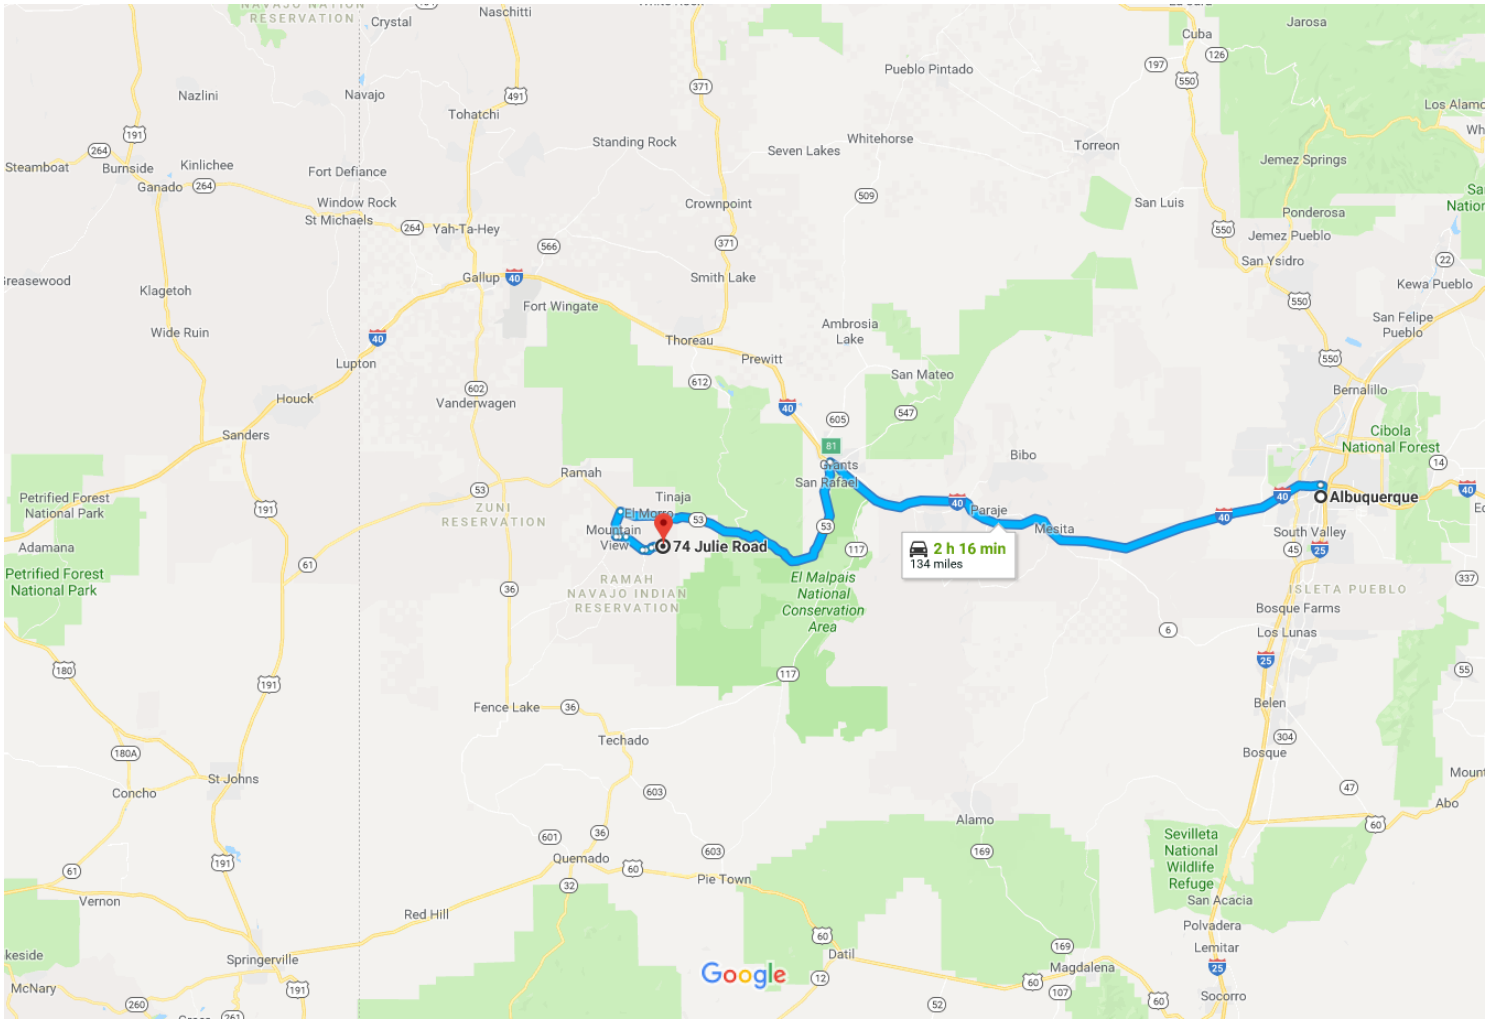 NAVAJO NATION
RESERVATION
Crystal
Naschitti
Cuba
Jarosa
126
197
550
371
491
Pueblo Pintado
Nazlini
Navajo
Tohatchi
Los Alamo
191
264
Standing Rock
Whitehorse
Seven Lakes
Torreon
Steamboat
Burnside
Kinlichee
Ganado
264
Fort Defiance
Jemez Springs
Window Rock
St Michaels
264
Yah-Ta-Hey
Crownpoint
509
San Luis
Ponderosa
550
Jemez Pueblo
566
371
San Ysidro
22
Greasewood
Klagetoh
Gallup
40
Smith Lake
Kewa Pueblo
550
Fort Wingate
Wide Ruin
40
Ambrosia
Lake
San Felipe
Pueblo
Lupton
Thoreau
Prewitt
550
612
San Mateo
Bernalillo
602
Houck
Vanderwagen
40
605
547
Sanders
81
Cibola
National Forest
Grants
Bibo
14
Ramah
San Rafael
53
Tinaja
40
40
Albuquerque
40
Petrified Forest
National Park
191
ZUNI
RESERVATION
El Morro
53
53
Paraje
40
Mesita
Mountain
View
74 Julie Road
117
2 h 16 min
134 miles
South Valley
45
25
Adamana
61
Petrified Forest
National Park
36
RAMAH
NAVAJO INDIAN
RESERVATION
El Malpais
National
Conservation
Area
337
ISLETA PUEBLO
Bosque Farms
6
Los Lunas
25
180
191
117
55
Fence Lake
36
Belen
Techado
304
Bosque
180A
St Johns
Concho
603
47
Abo
601
36
Alamo
60
Sevilleta
National
Wildlife
Refuge
191
Quemado
60
603
169
61
32
Pie Town
Vernon
San Acacia
Red Hill
Polvadera
60
169
Lemitar
Springerville
Datil
Google
12
Magdalena
25
McNary
191
60
107
60
Socorro
260
261
52